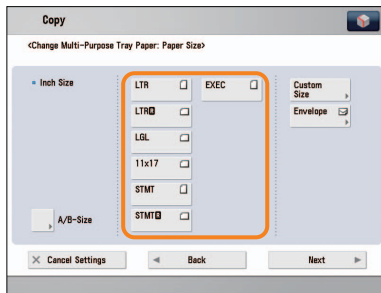 Copy
<Change Multi-Purpose Tray Paper: Paper Size>
Inch Size
LTR
EXEC
LTRR
LGL
11x17
STMT
STMTR
Custom Size
Envelope
A/B-Size
Cancel Settings
Back
Next